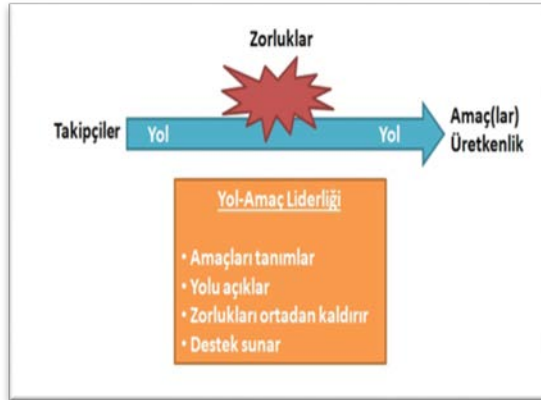 Zorluklar
Takipçiler
Yol
Yol
Amaç(lar)
Üretkenlik
Yol-Amaç Liderliği
• Amaçları tanımlar
• Yolu açıklar
• Zorlukları ortadan kaldırır
• Destek sunar